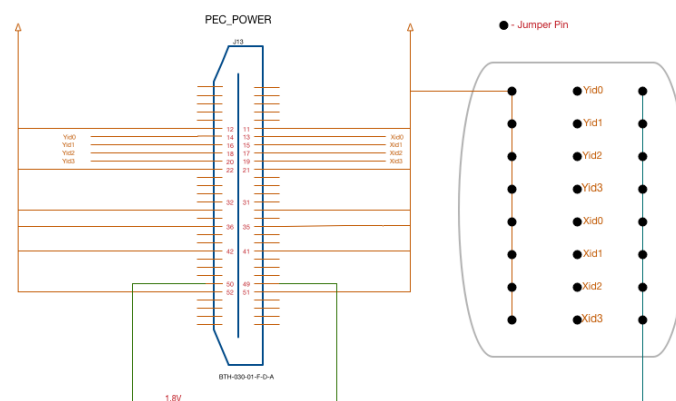 PEC_POWER
J13
● - Jumper Pin
12 11
Yid0 14 13 Xid0
Yid1 16 15 Xid1
Yid2 18 17 Xid2
Yid3 20 19 Xid3
22 21
32 31
36 35
42 41
50 49
52 51
BTH-030-01-F-D-A
1.8V
Yid0
Yid1
Yid2
Yid3
Xid0
Xid1
Xid2
Xid3